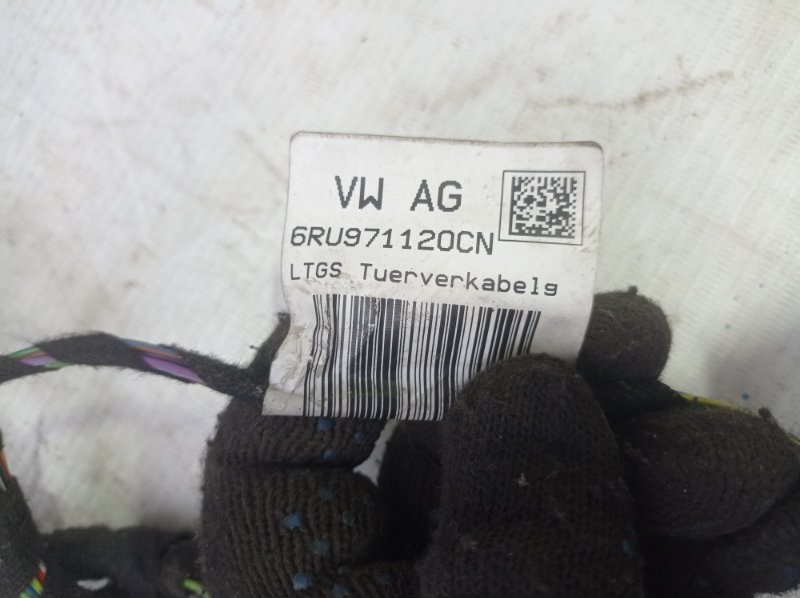 VW AG
6RU971120CN
LTGS Tuerverkabelg